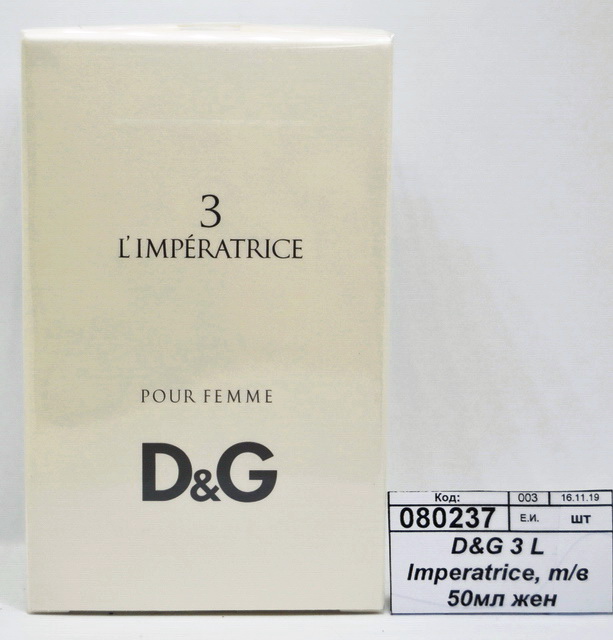 3
L'IMPÉRATRICE
POUR FEMME
D&G
Код: 003 16.11.19
080237 Е.И. шт
D&G 3 L
Imperatrice, т/в
50мл жен